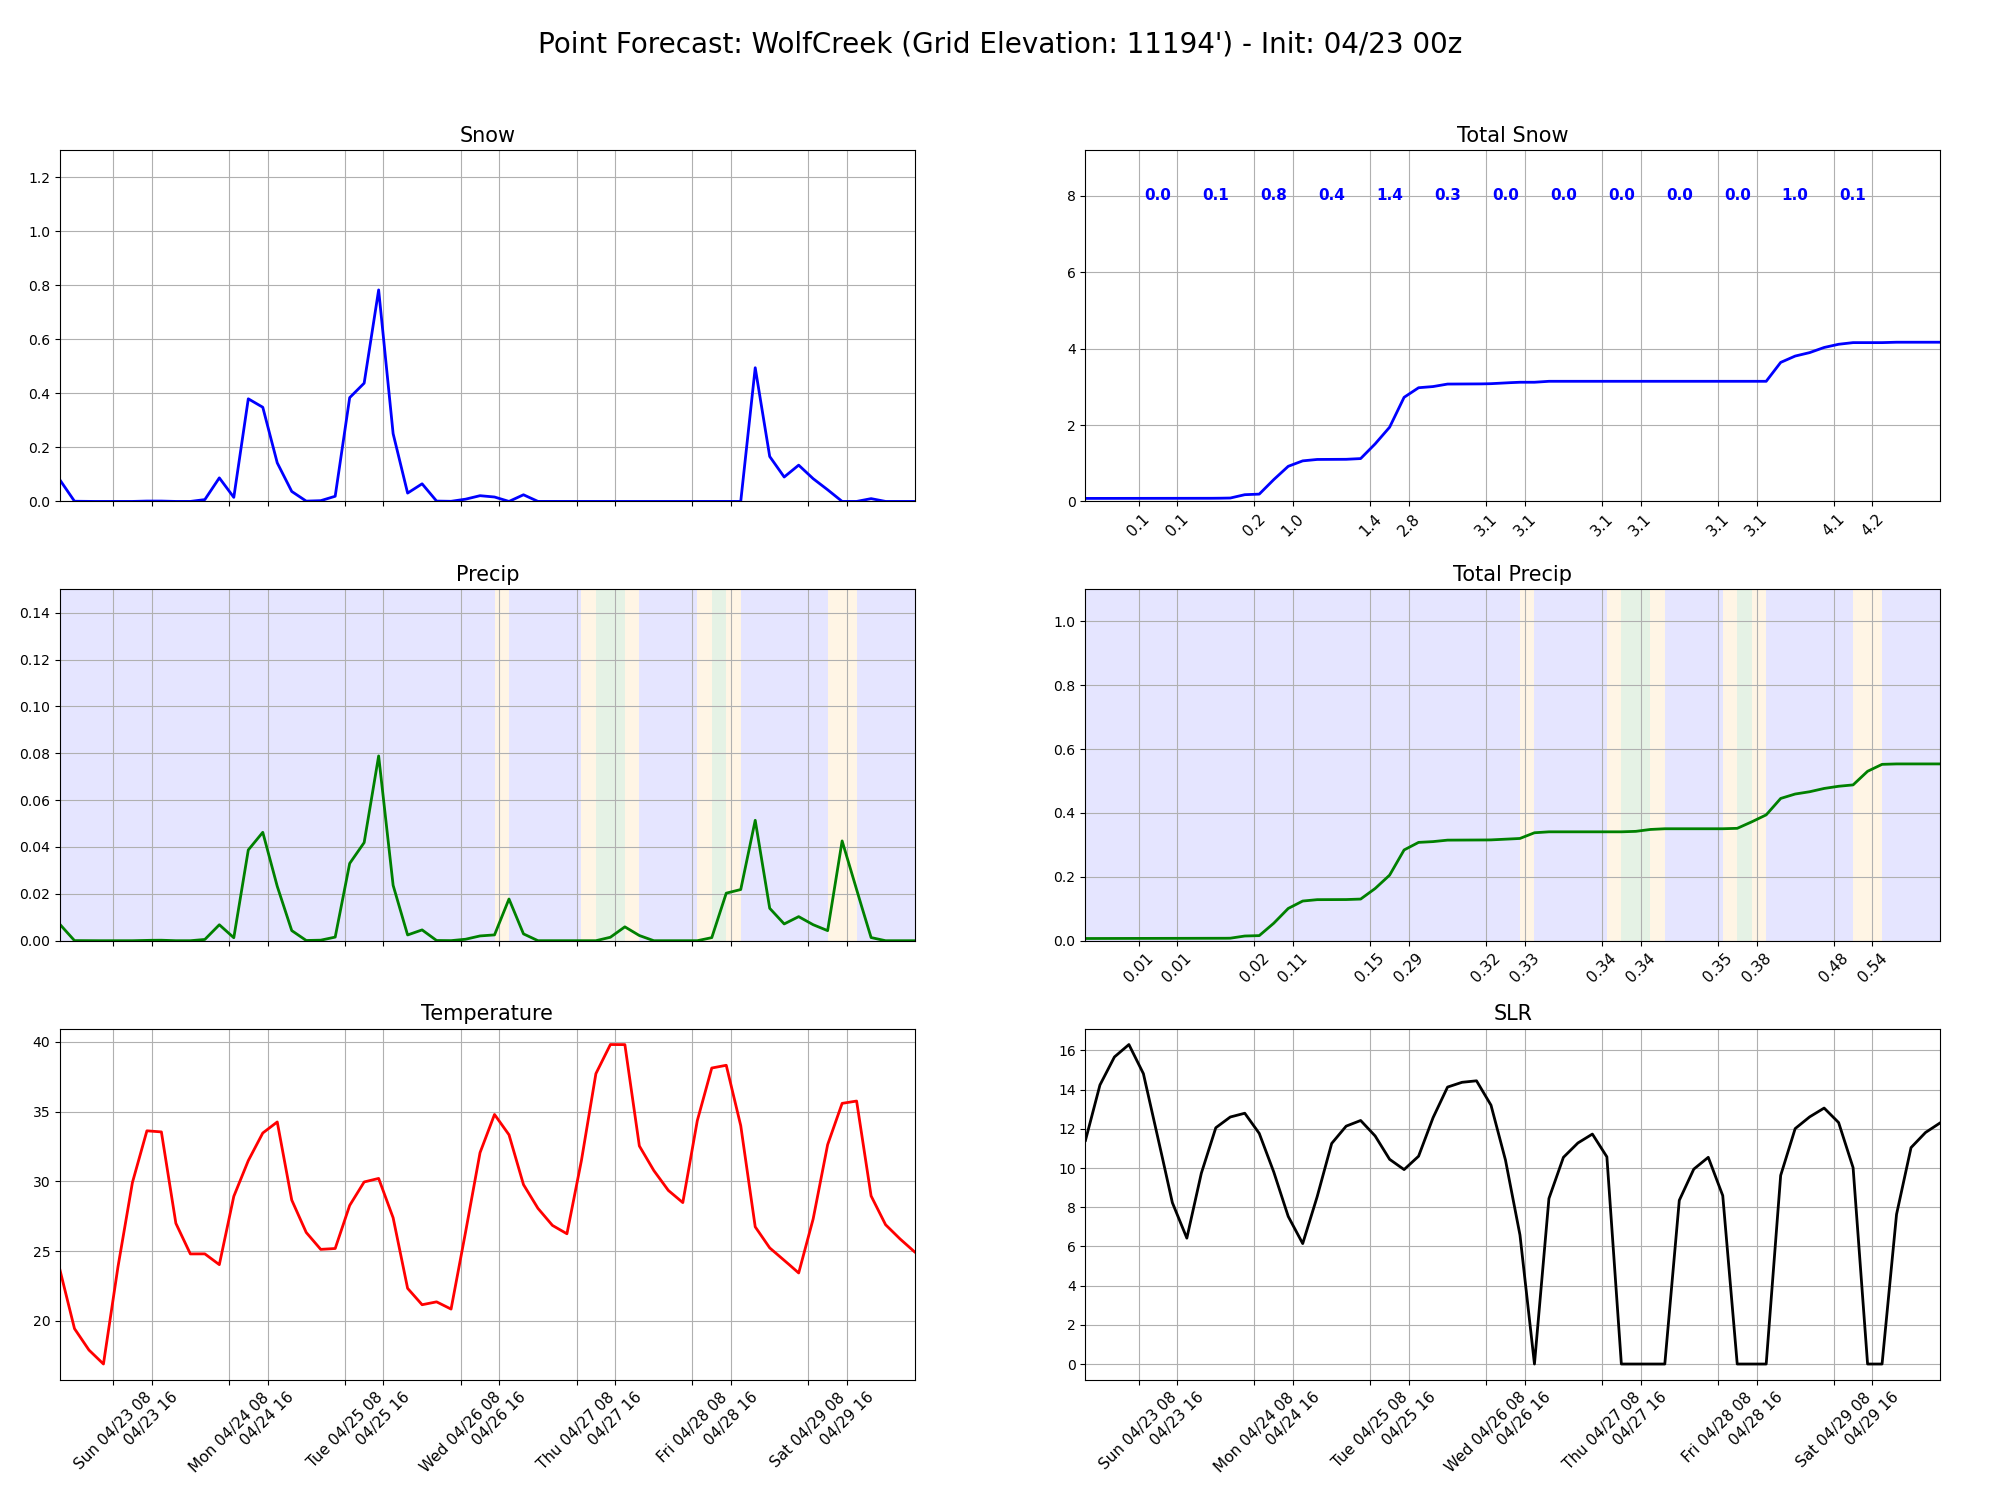 Point Forecast: WolfCreek (Grid Elevation: 11194') - Init: 04/23 00z
Snow
1.2
1.0
0.8
0.6
0.4
0.2
0.0
Total Snow
0.0 0.1 0.8 0.4 1.4 0.3 0.0 0.0 0.0 0.0 0.0 1.0 0.1
8
6
4
2
0
0.1 0.1 0.2 1.0 1.4 2.8 3.1 3.1 3.1 3.1 3.1 3.1 4.1 4.2
Precip
0.14
0.12
0.10
0.08
0.06
0.04
0.02
0.00
Total Precip
1.0
0.8
0.6
0.4
0.2
0.0
0.01 0.01 0.02 0.11 0.15 0.29 0.32 0.33 0.34 0.34 0.35 0.38 0.48 0.54
Temperature
40
35
30
25
20
Sun 04/23 08
04/23 16
Mon 04/24 08
04/24 16
Tue 04/25 08
04/25 16
Wed 04/26 08
04/26 16
Thu 04/27 08
04/27 16
Fri 04/28 08
04/28 16
Sat 04/29 08
04/29 16
SLR
16
14
12
10
8
6
4
2
0
Sun 04/23 08
04/23 16
Mon 04/24 08
04/24 16
Tue 04/25 08
04/25 16
Wed 04/26 08
04/26 16
Thu 04/27 08
04/27 16
Fri 04/28 08
04/28 16
Sat 04/29 08
04/29 16